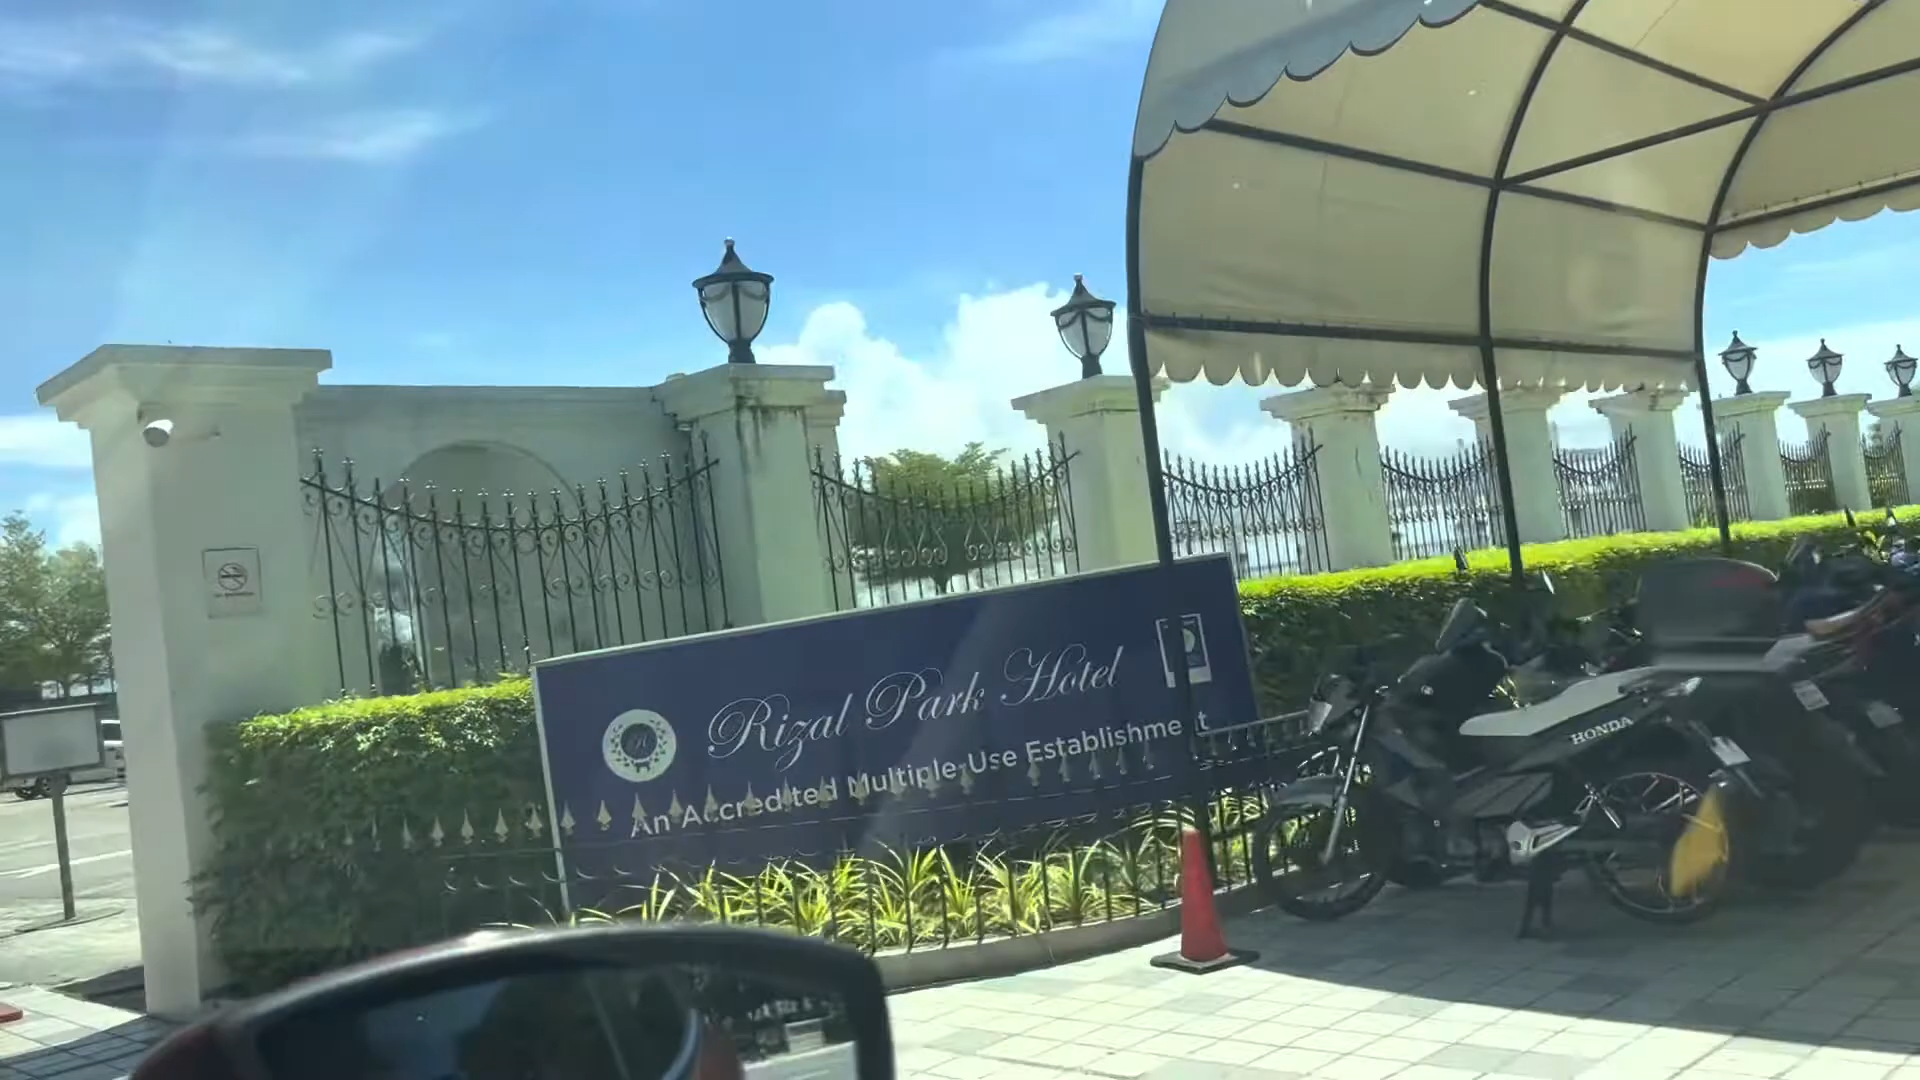 Rizal Park Hotel
An Accredited Multiple-Use Establishment
HONDA